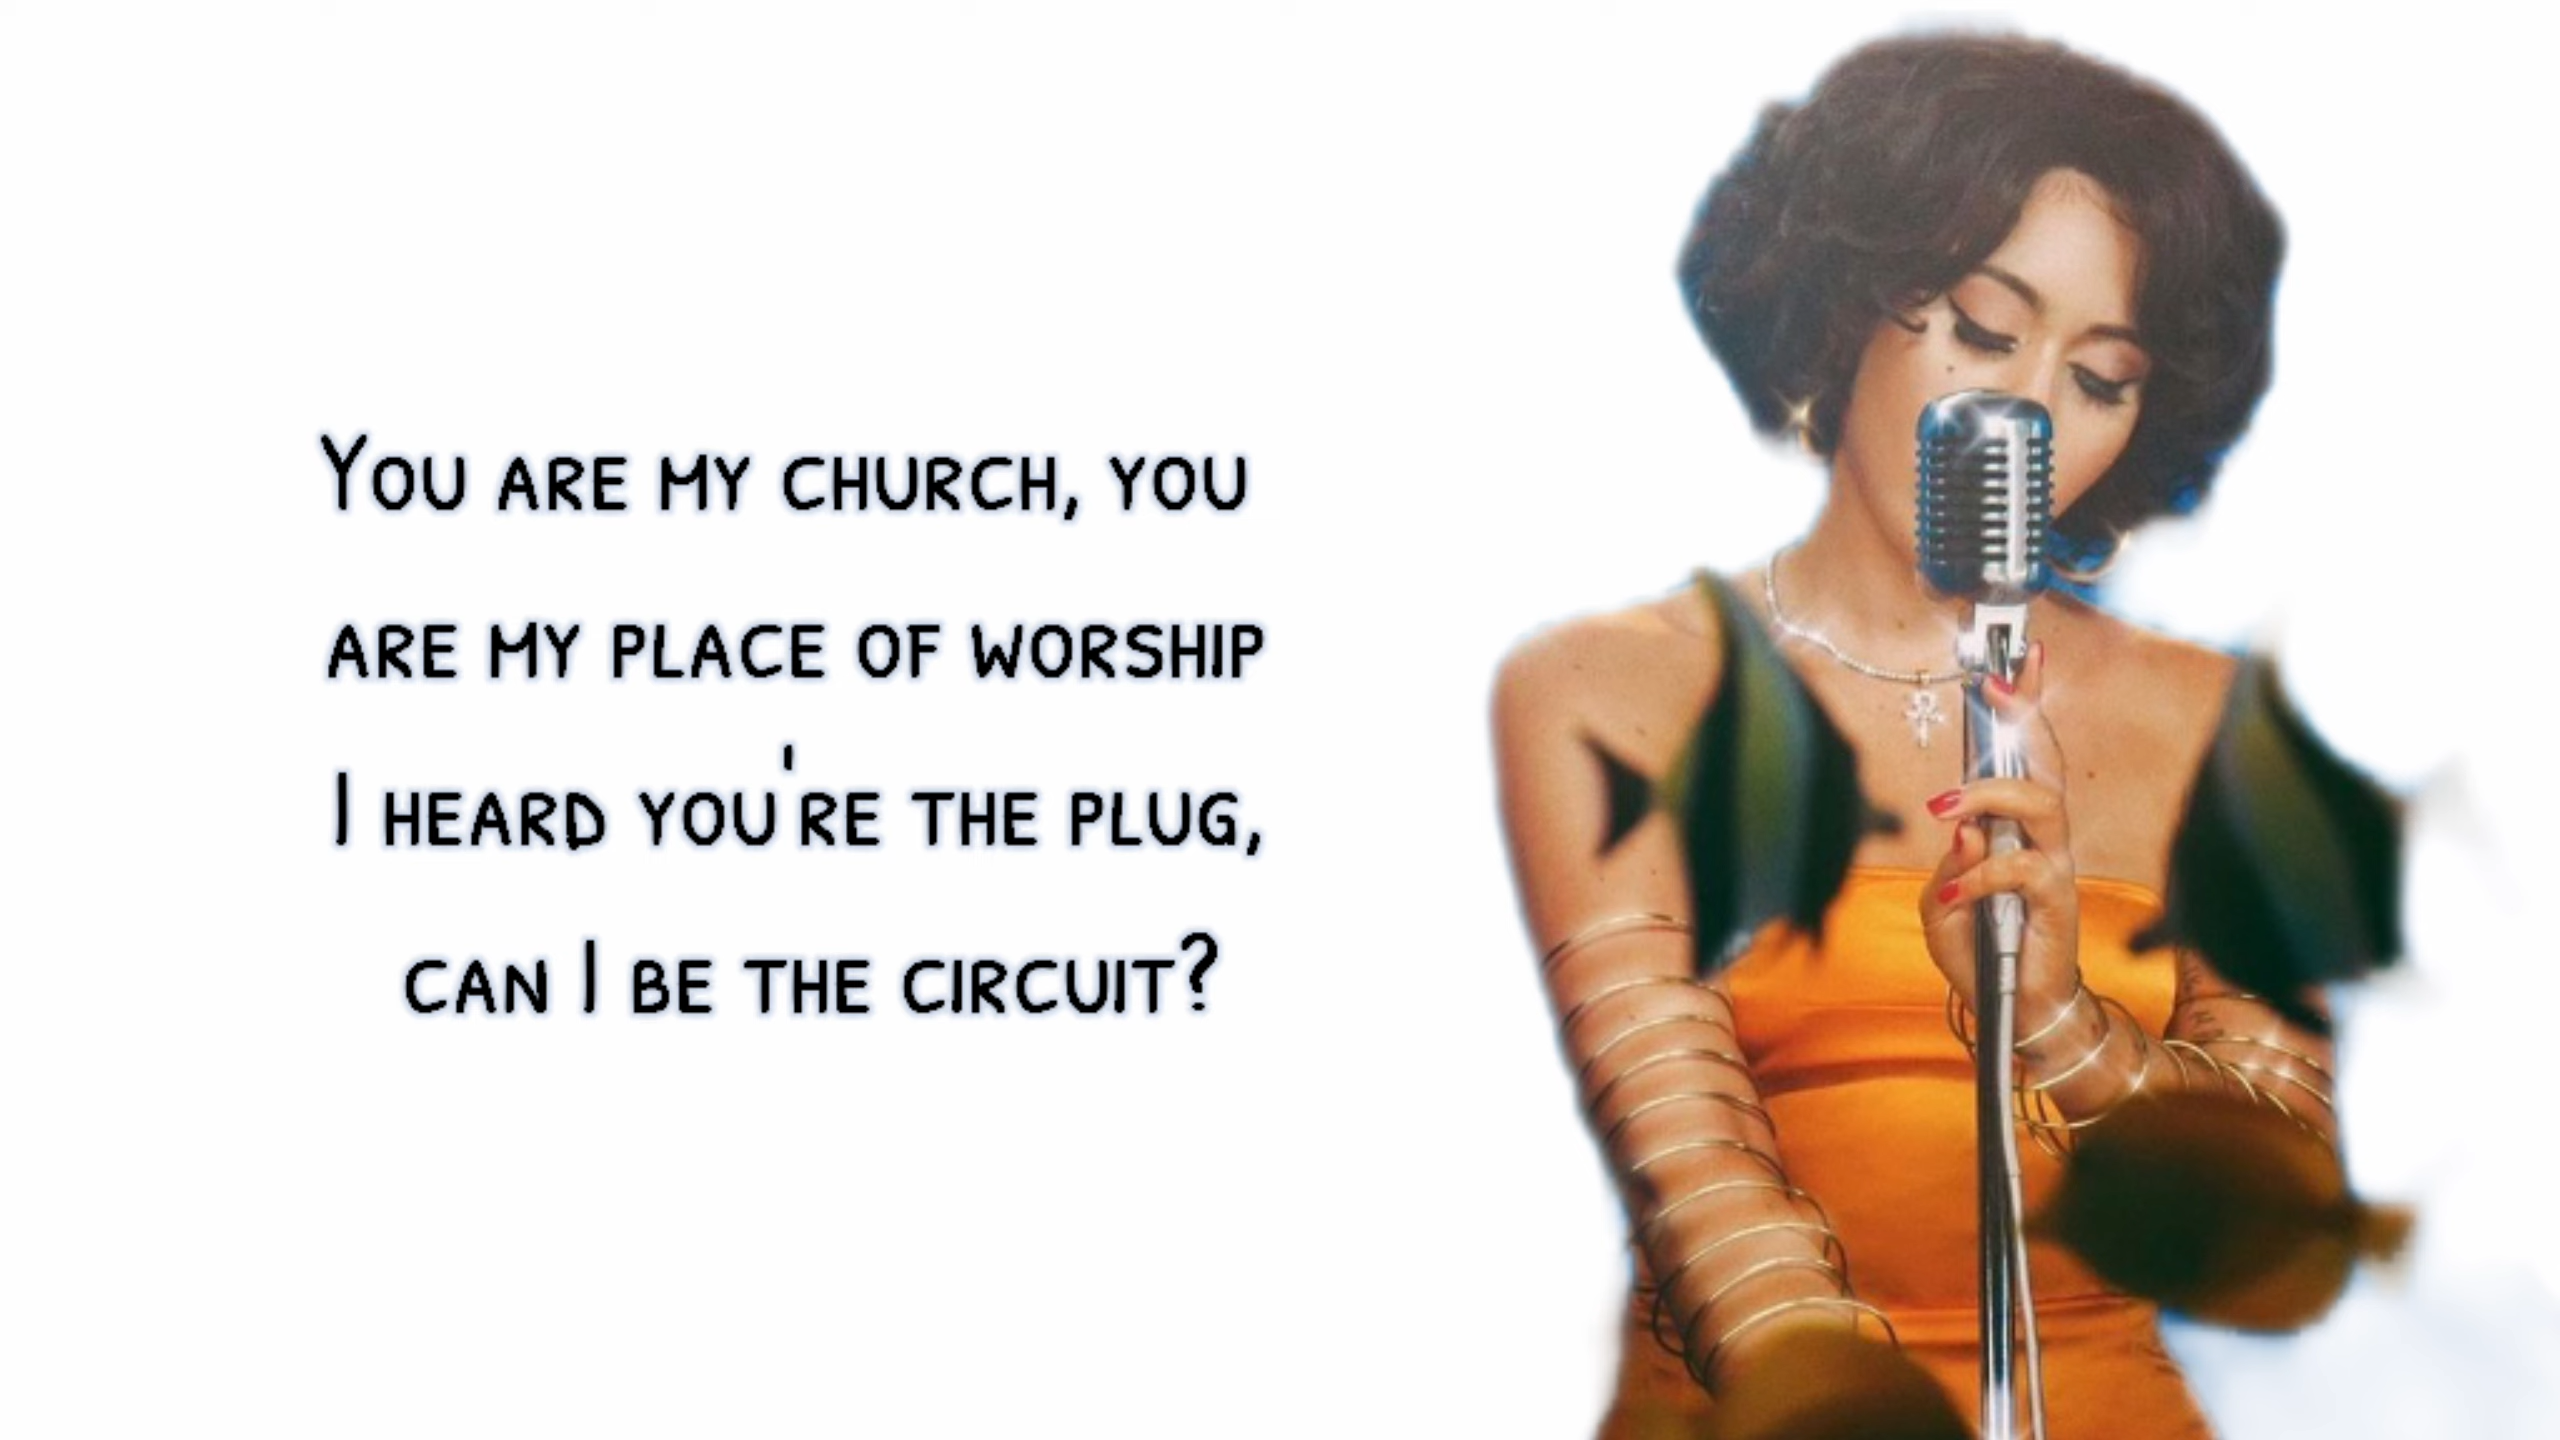 You are my church, you
are my place of worship
I heard you're the plug,
can I be the circuit?